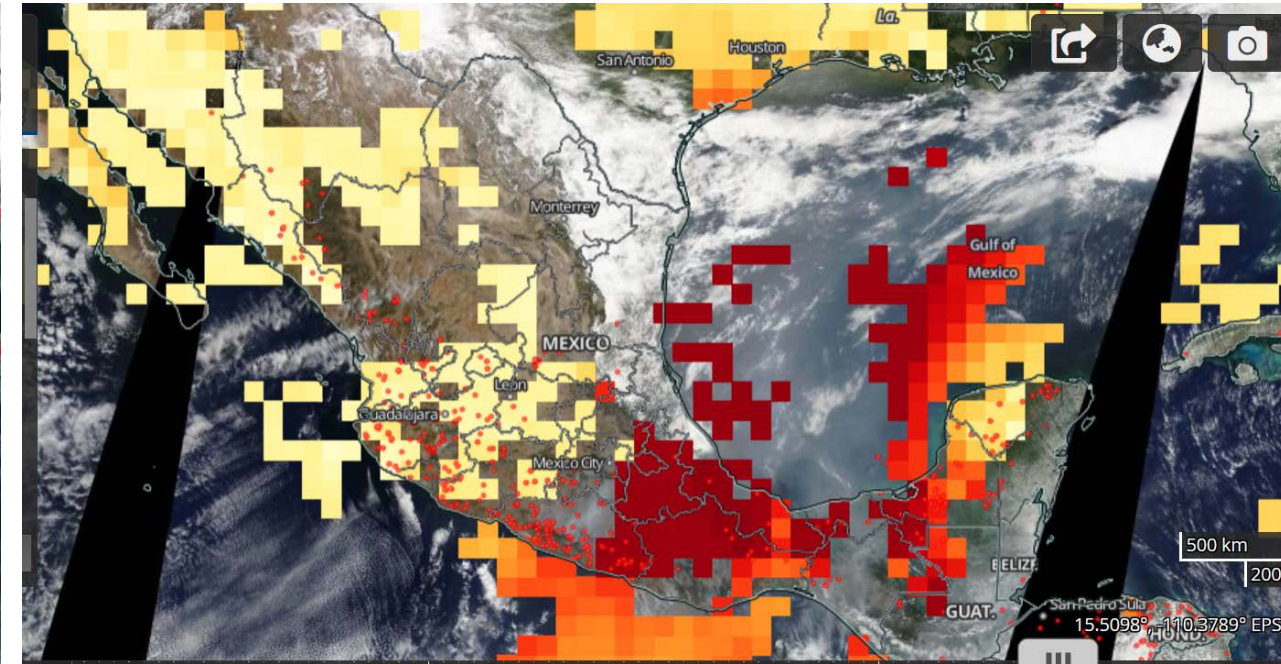 La.
Houston
San Antonio
Gulf of
Mexico
Monterrey
MEXICO
Leon
Guadalajara
Mexico City
500 km
200
BELIZE
San Pedro Sula
GUAT.
15.5098°, -110.3789° EPS
HOND.